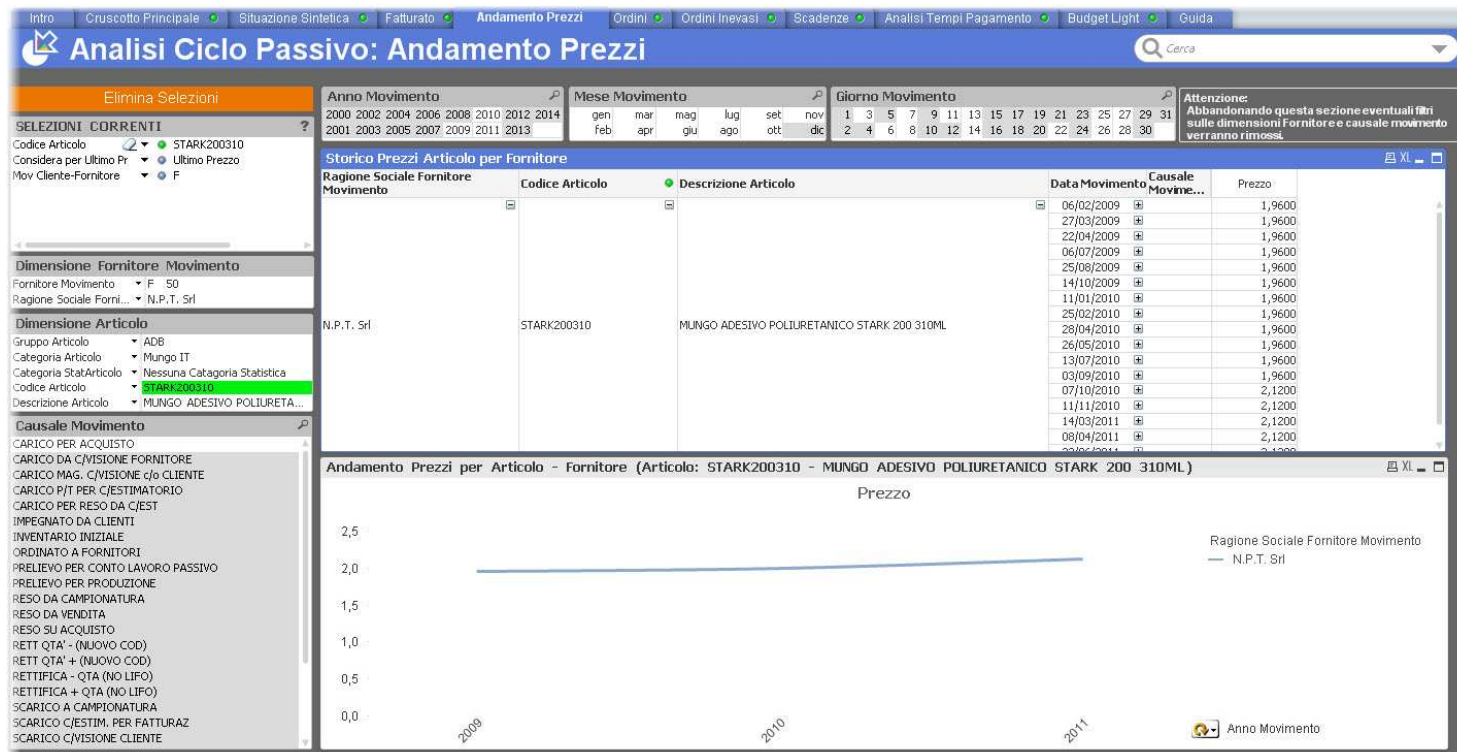 Intro Cruscotto Principale Situazione Sintetica Fatturato Andamento Prezzi Ordini Ordini Inevasi Scadenze Analisi Tempi Pagamento Budget Light Guida
Analisi Ciclo Passivo: Andamento Prezzi
Cerca
Elimina Selezioni
SELEZIONI CORRENTI ?
Codice Articolo STARK200310
Considera per Ultimo Pr Ultimo Prezzo
Mov Cliente-Fornitore F
Dimensione Fornitore Movimento
Fornitore Movimento F 50
Ragione Sociale Forni... N.P.T. Srl
Dimensione Articolo
Gruppo Articolo ADB
Categoria Articolo Mungo IT
Categoria StatArticolo Nessuna Catagoria Statistica
Codice Articolo STARK200310
Descrizione Articolo MUNGO ADESIVO POLIURETA...
Causale Movimento
CARICO PER ACQUISTO
CARICO DA C/VISIONE FORNITORE
CARICO MAG. C/VISIONE c/o CLIENTE
CARICO P/T PER C/ESTIMATORIO
CARICO PER RESO DA C/EST
IMPEGNATO DA CLIENTI
INVENTARIO INIZIALE
ORDINATO A FORNITORI
PRELIEVO PER CONTO LAVORO PASSIVO
PRELIEVO PER PRODUZIONE
RESO DA CAMPIONATURA
RESO DA VENDITA
RESO SU ACQUISTO
RETT QTA' - (NUOVO COD)
RETT QTA' + (NUOVO COD)
RETTIFICA - QTA (NO LIFO)
RETTIFICA + QTA (NO LIFO)
SCARICO A CAMPIONATURA
SCARICO C/ESTIM. PER FATTURAZ
SCARICO C/VISIONE CLIENTE
Anno Movimento
2000 2002 2004 2006 2008 2010 2012 2014
2001 2003 2005 2007 2009 2011 2013
Mese Movimento
gen mar mag lug set nov
feb apr giu ago ott dic
Giorno Movimento
1 3 5 7 9 11 13 15 17 19 21 23 25 27 29 31
2 4 6 8 10 12 14 16 18 20 22 24 26 28 30
Attenzione:
Abbandonando questa sezione eventuali filtri
sulle dimensioni Fornitore e causale movimento
verranno rimossi.
Storico Prezzi Articolo per Fornitore XL
Ragione Sociale Fornitore Movimento Codice Articolo Descrizione Articolo Data Movimento Causale Movime... Prezzo
06/02/2009 1,9600
27/03/2009 1,9600
22/04/2009 1,9600
06/07/2009 1,9600
25/08/2009 1,9600
14/10/2009 1,9600
11/01/2010 1,9600
25/02/2010 1,9600
N.P.T. Srl STARK200310 MUNGO ADESIVO POLIURETANICO STARK 200 310ML
28/04/2010 1,9600
26/05/2010 1,9600
13/07/2010 1,9600
03/09/2010 1,9600
07/10/2010 2,1200
11/11/2010 2,1200
14/03/2011 2,1200
08/04/2011 2,1200
Andamento Prezzi per Articolo - Fornitore (Articolo: STARK200310 - MUNGO ADESIVO POLIURETANICO STARK 200 310ML) XL
Prezzo
2,5
2,0
1,5
1,0
0,5
0,0
2009 2010 2011
Ragione Sociale Fornitore Movimento
N.P.T. Srl
Anno Movimento